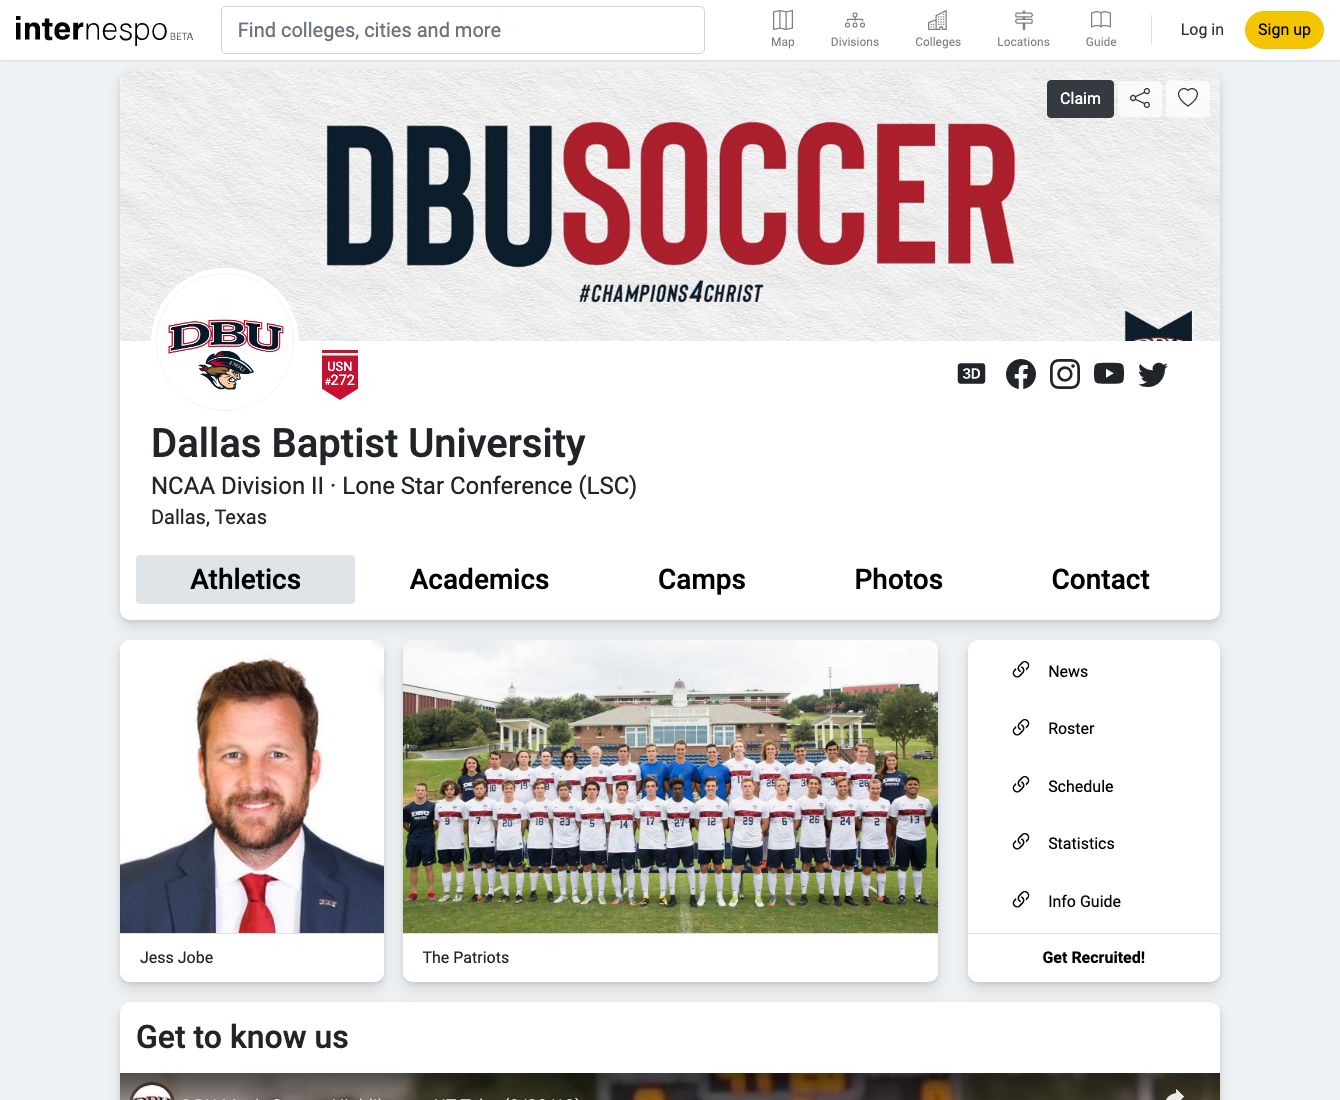 internespo BETA
Find colleges, cities and more
Map
Divisions
Colleges
Locations
Guide
Log in
Sign up
Claim
DBUSOCCER
#CHAMPIONS4CHRIST
DBU
USN
#272
3D
Dallas Baptist University
NCAA Division II · Lone Star Conference (LSC)
Dallas, Texas
Athletics
Academics
Camps
Photos
Contact
News
Roster
Schedule
Statistics
Info Guide
Jess Jobe
The Patriots
Get Recruited!
Get to know us